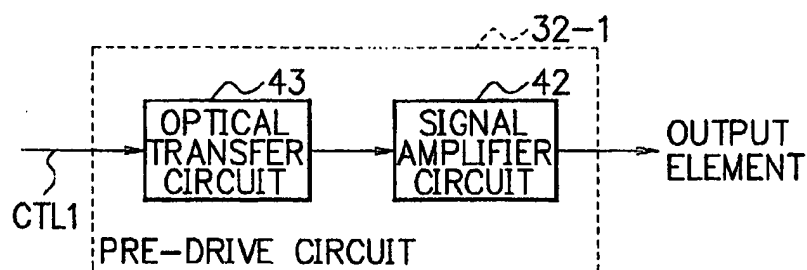 32-1
43
42
OPTICAL
TRANSFER
CIRCUIT
SIGNAL
AMPLIFIER
CIRCUIT
OUTPUT
ELEMENT
CTL1
PRE-DRIVE CIRCUIT